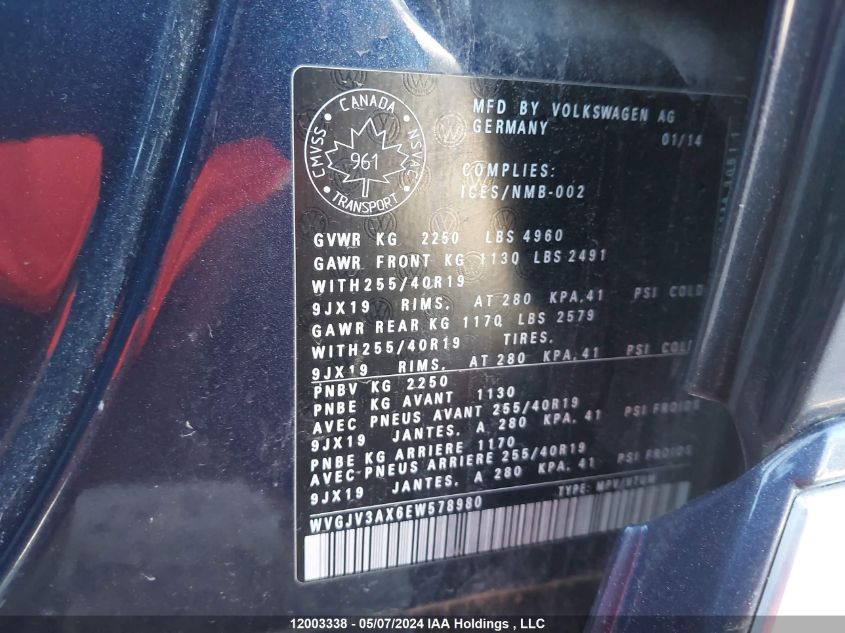 CANADA
CMVSS
NSVAC
961
TRANSPORT
MFD BY VOLKSWAGEN AG
GERMANY
01/14
COMPLIES:
ICES/NMB-002
GVWR KG 2250 LBS 4960
GAWR FRONT KG 1130 LBS 2491
WITH255/40R19
9JX19 RIMS, AT 280 KPA,41 PSI COLD
GAWR REAR KG 1170 LBS 2579
WITH255/40R19 TIRES,
9JX19 RIMS, AT 280 KPA,41 PSI COLD
PNBV KG 2250
PNBE KG AVANT 1130
AVEC PNEUS AVANT 255/40R19
9JX19 JANTES, A 280 KPA, 41 PSI FROIDS
PNBE KG ARRIERE 1170
AVEC-PNEUS ARRIERE 255/40R19
9JX19 JANTES, A 280 KPA, 41 PSI FROIDS
WVGJV3AX6EW578980 TYPE: MPV/VTUM
12003338 - 05/07/2024 IAA Holdings, LLC